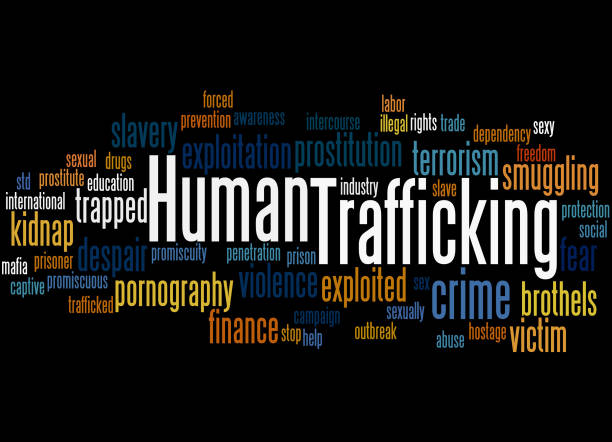 forced
labor
prevention awareness intercourse illegal rights trade
slavery dependency sexy
exploitation prostitution terrorism freedom
sexual drugs smuggling
std prostitute education industry slave
international trapped Human Trafficking protection
kidnap social
mafia prisoner despair promiscuity penetration prison fear
captive promiscuous pornography violence exploited sex crime brothels
trafficked sexually
finance stop campaign outbreak hostage victim
help abuse